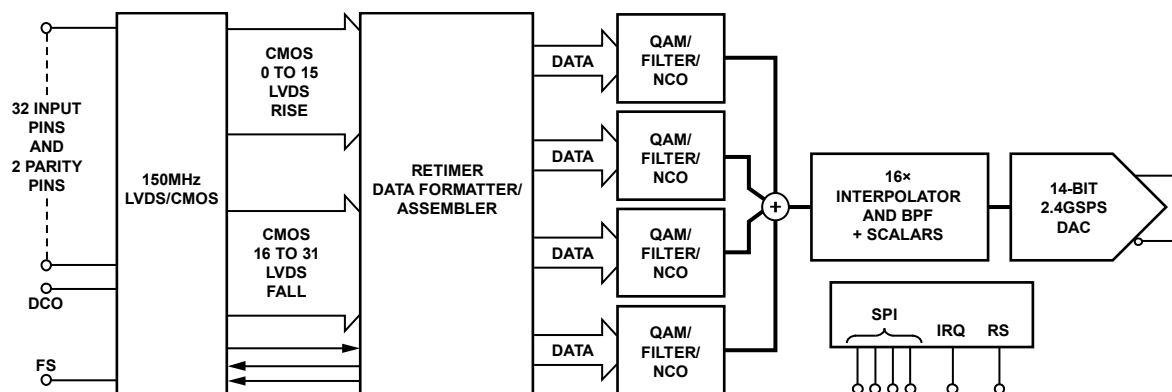 32 INPUT
PINS
AND
2 PARITY
PINS
DCO
FS
150MHz
LVDS/CMOS
CMOS
0 TO 15
LVDS
RISE
CMOS
16 TO 31
LVDS
FALL
RETIMER
DATA FORMATTER/
ASSEMBLER
DATA
DATA
DATA
DATA
QAM/
FILTER/
NCO
QAM/
FILTER/
NCO
QAM/
FILTER/
NCO
QAM/
FILTER/
NCO
+
16×
INTERPOLATOR
AND BPF
+ SCALARS
14-BIT
2.4GSPS
DAC
SPI
IRQ
RS